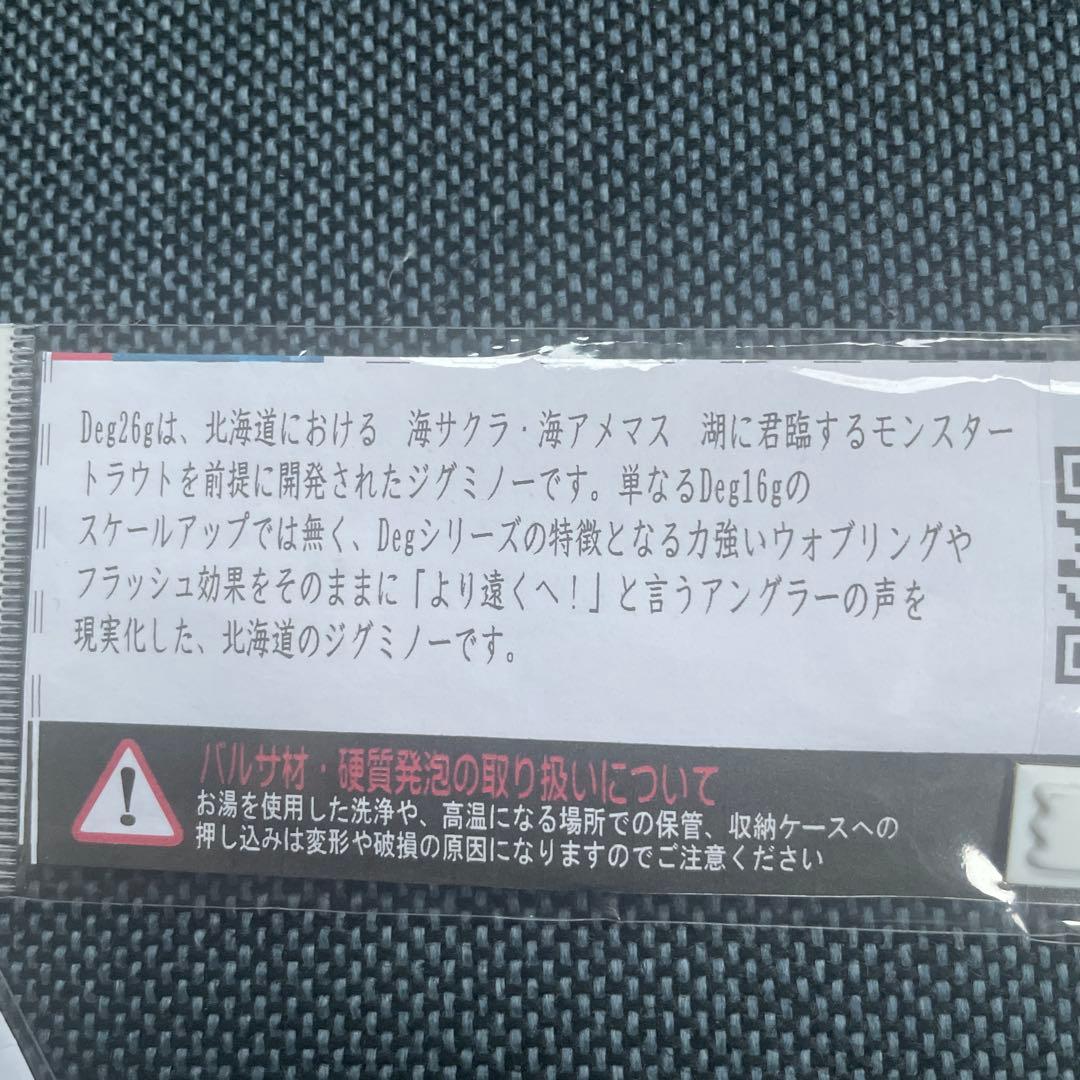 Deg26gは、北海道における　海サクラ・海アメマス　湖に君臨するモンスター
トラウトを前提に開発されたジグミノーです。単なるDeg16gの
スケールアップでは無く、Degシリーズの特徴となる力強いウォブリングや
フラッシュ効果をそのままに「より遠くへ！」と言うアングラーの声を
現実化した、北海道のジグミノーです。
バルサ材・硬質発泡の取り扱いについて
お湯を使用した洗浄や、高温になる場所での保管、収納ケースへの
押し込みは変形や破損の原因になりますのでご注意ください